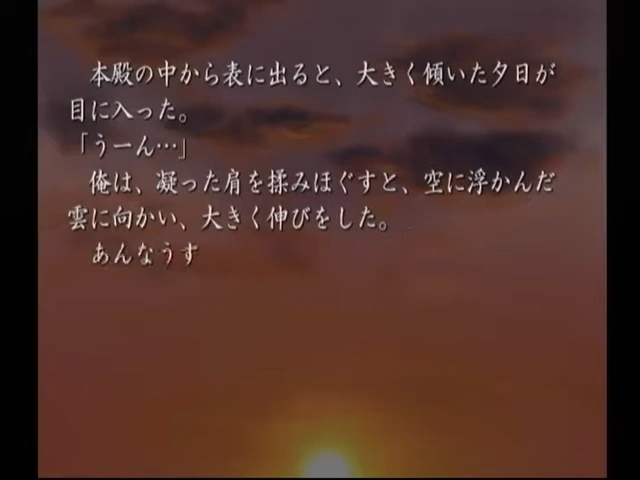 本殿の中から表に出ると、大きく傾いた夕日が
目に入った。
「うーん…」
　俺は、凝った肩を揉みほぐすと、空に浮かんだ
雲に向かい、大きく伸びをした。
　あんなうす